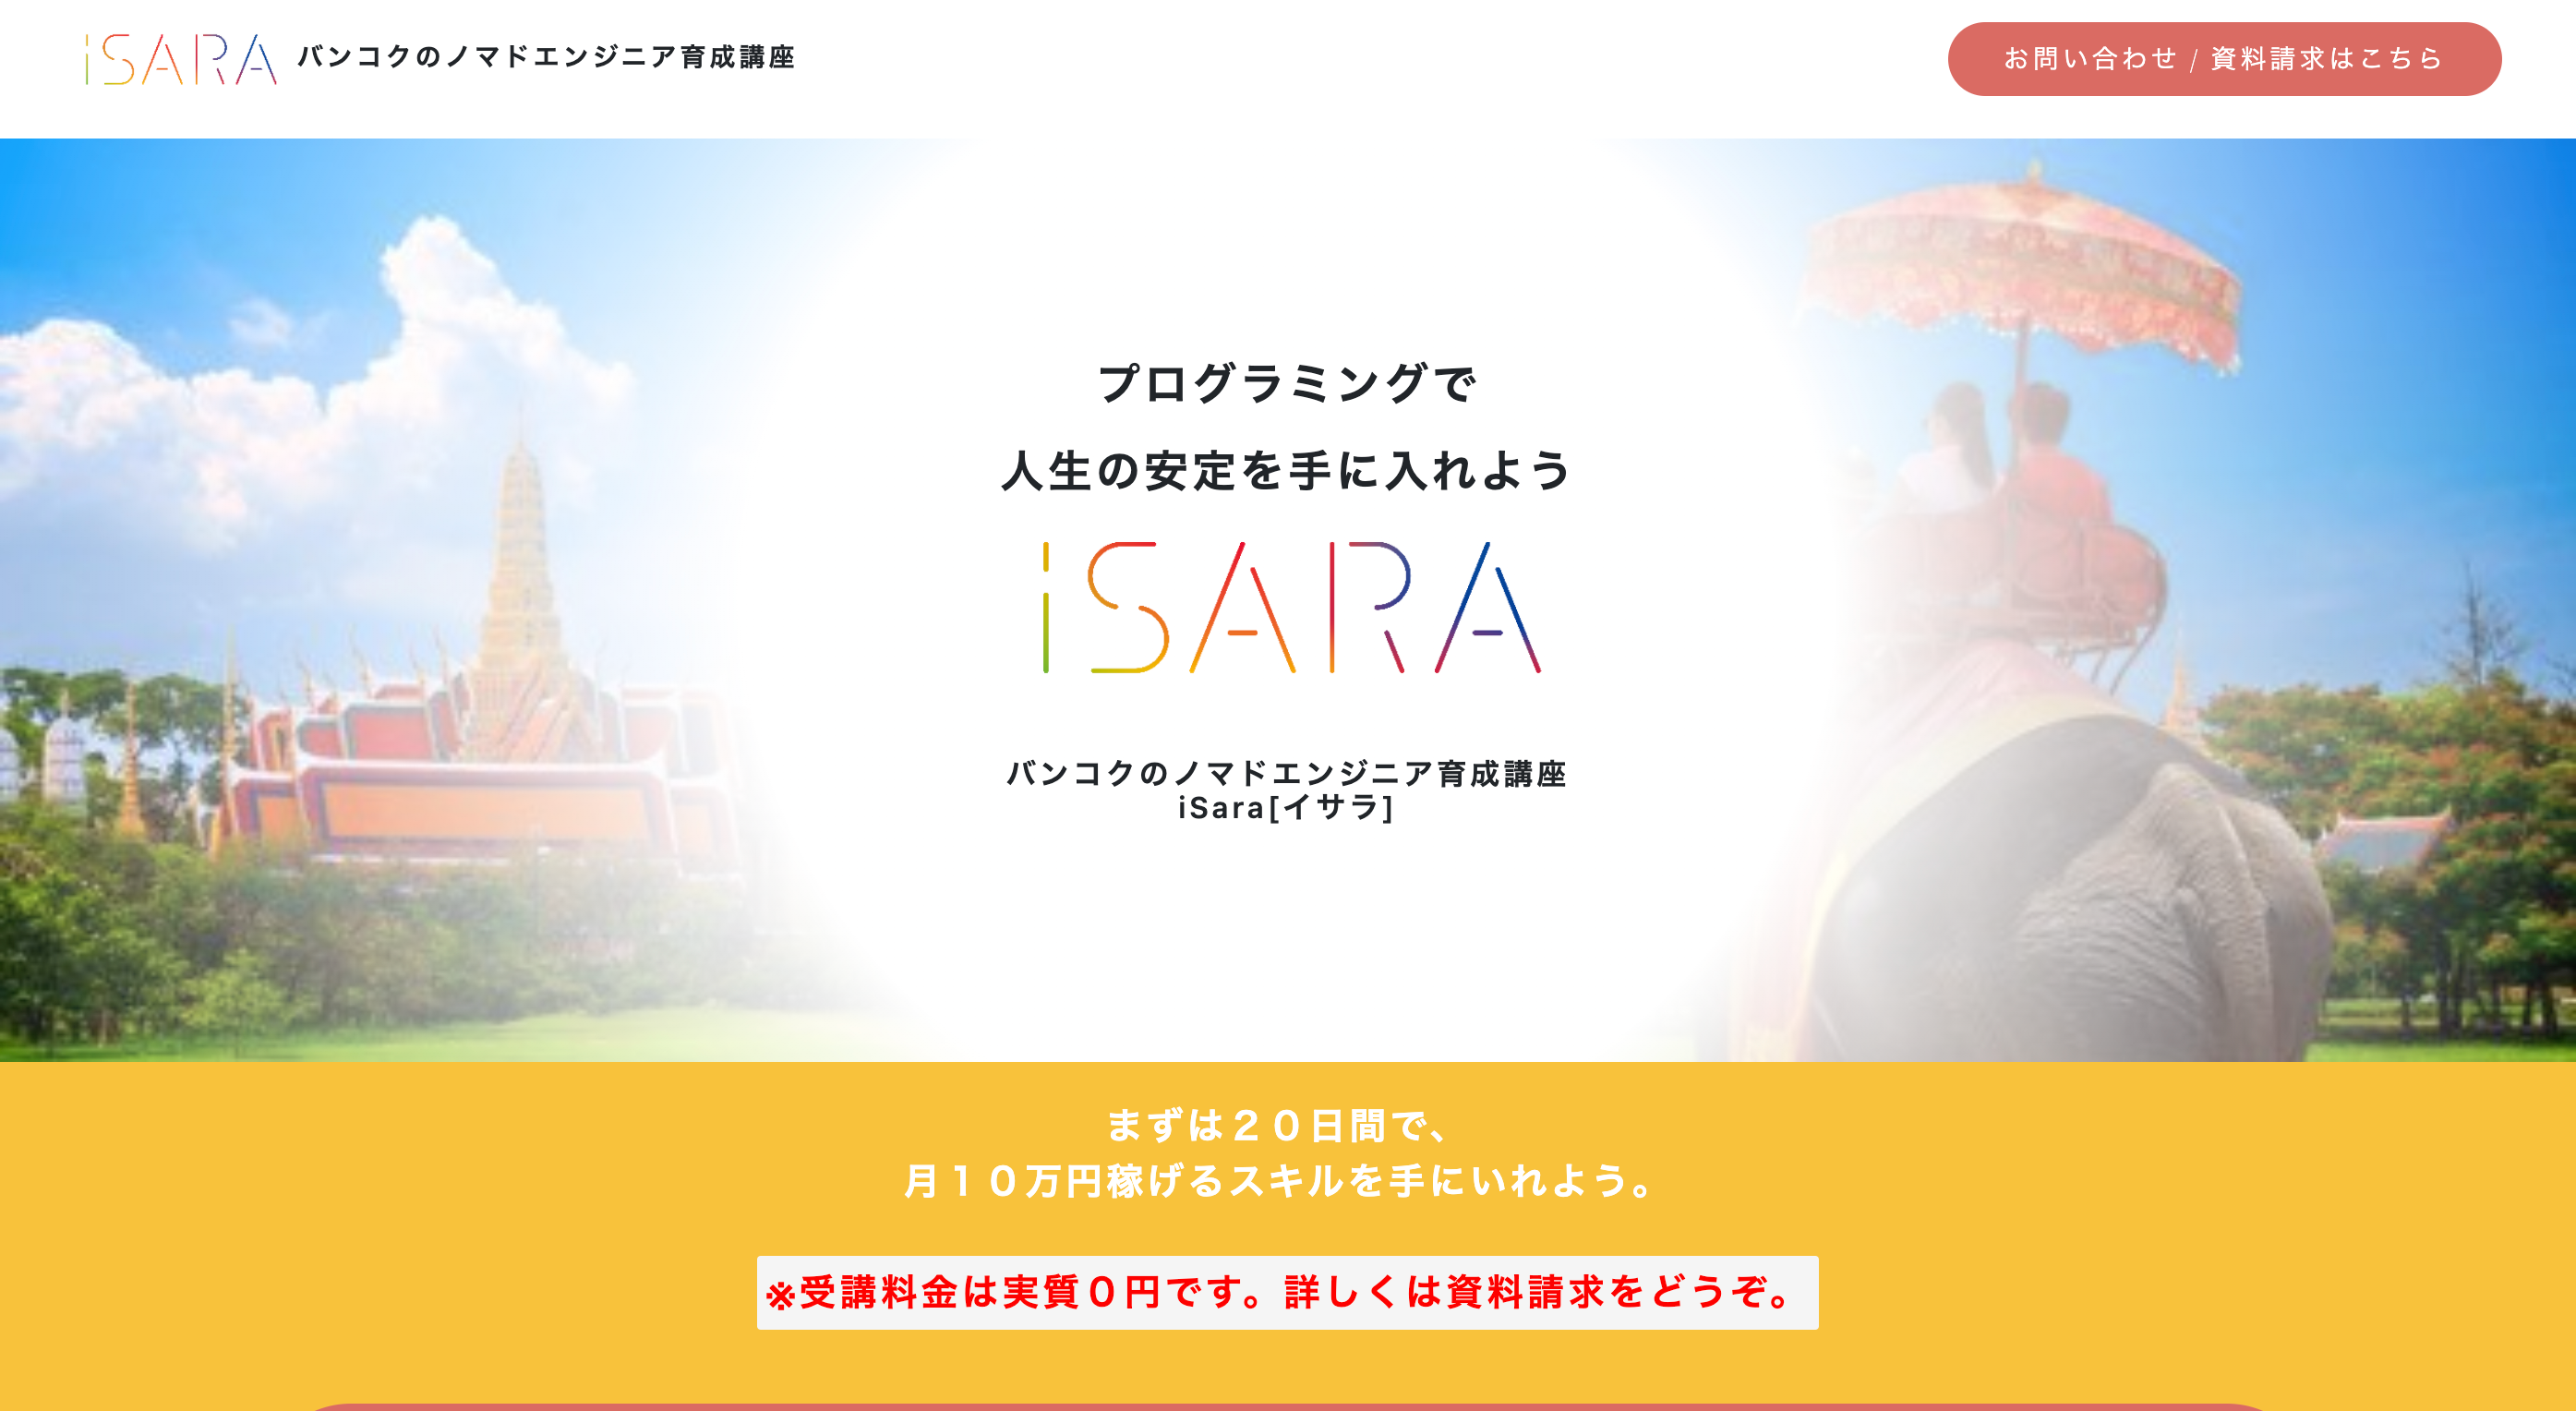 iSARA バンコクのノマドエンジニア育成講座
お問い合わせ / 資料請求はこちら
プログラミングで
人生の安定を手に入れよう
iSARA
バンコクのノマドエンジニア育成講座
iSara[イサラ]
まずは２０日間で、
月１０万円稼げるスキルを手にいれよう。
※受講料金は実質０円です。詳しくは資料請求をどうぞ。